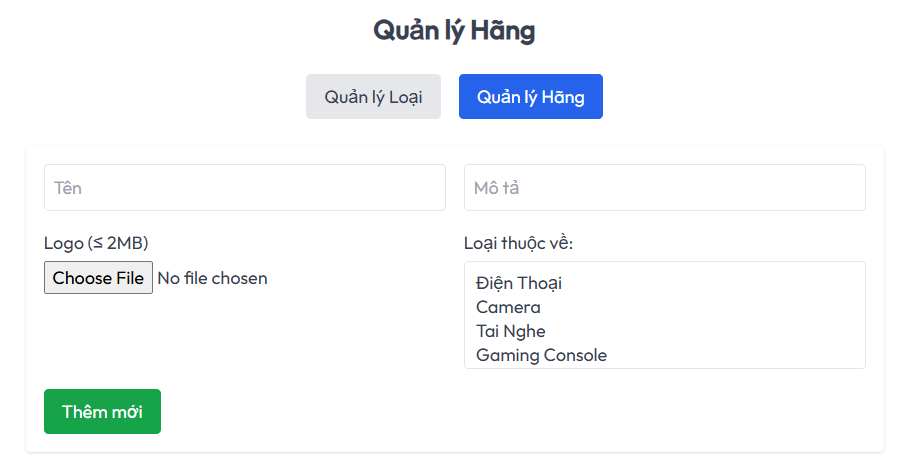 Quản lý Hãng
Quản lý Loại
Quản lý Hãng
Tên
Mô tả
Logo (≤ 2MB)
Loại thuộc về:
Choose File No file chosen
Điện Thoại
Camera
Tai Nghe
Gaming Console
Thêm mới